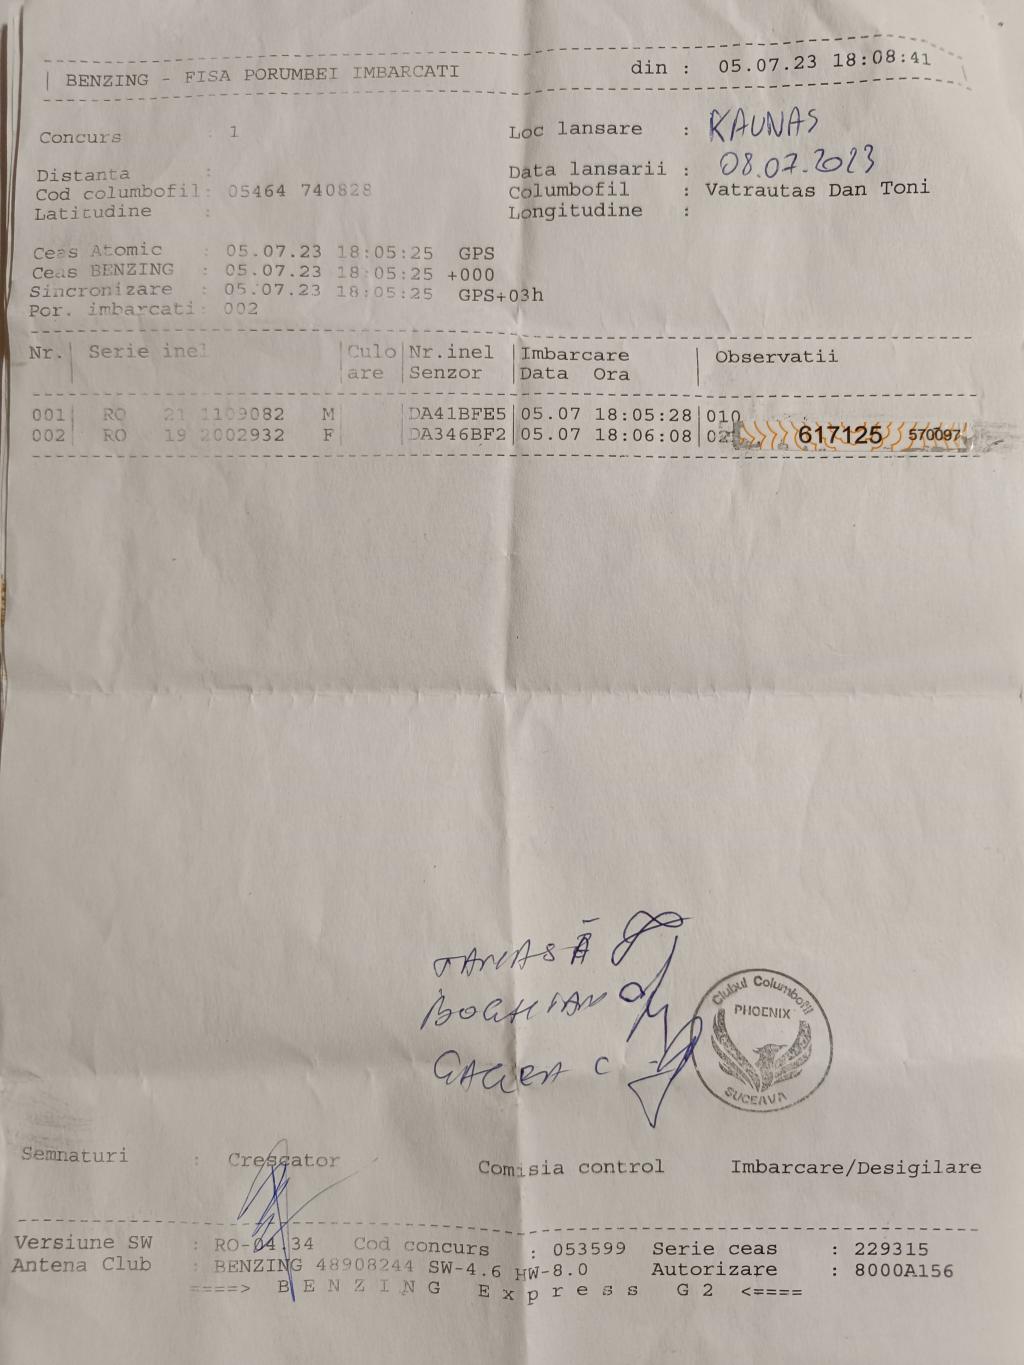 BENZING - FISA PORUMBEI IMBARCATI din : 05.07.23 18:08:41
Concurs : 1 Loc lansare : KAUNAS
Distanta : Data lansarii : 08.07.2023
Cod columbofil: 05464 740828 Columbofil : Vatrautas Dan Toni
Latitudine : Longitudine :
Ceas Atomic : 05.07.23 18:05:25 GPS
Ceas BENZING : 05.07.23 18:05:25 +000
Sincronizare : 05.07.23 18:05:25 GPS+03h
Por. imbarcati: 002
Nr.| Serie inel |Culo|Nr.inel |Imbarcare | Observatii
|are |Senzor |Data Ora |
001| RO 21 1109082 M |DA41BFE5|05.07 18:05:28|010
002| RO 19 2002932 F |DA346BF2|05.07 18:06:08|02
617125 570097
TANASĂ
BOGHIAN
GAGEA C
Clubul Columbofil
PHOENIX
SUCEAVA
Semnaturi : Crescator Comisia control Imbarcare/Desigilare
Versiune SW : RO-04.34 Cod concurs : 053599 Serie ceas : 229315
Antena Club : BENZING 48908244 SW-4.6 HW-8.0 Autorizare : 8000A156
====> B E N Z I N G E x p r e s s G 2 <====